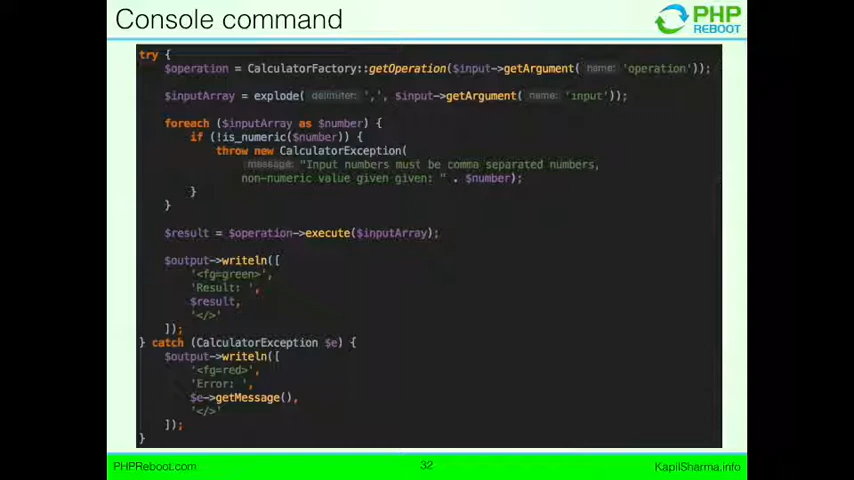 Console command
PHP
REBOOT
try {
$operation = CalculatorFactory::getOperation($input->getArgument( name: 'operation'));
$inputArray = explode( delimiter: ',', $input->getArgument( name: 'input'));
foreach ($inputArray as $number) {
if (!is_numeric($number)) {
throw new CalculatorException(
message: "Input numbers must be comma separated numbers,
non-numeric value given given: " . $number);
}
}
$result = $operation->execute($inputArray);
$output->writeln([
'<fg=green>',
'Result: ',
$result,
'</>'
]);
} catch (CalculatorException $e) {
$output->writeln([
'<fg=red>',
'Error: ',
$e->getMessage(),
'</>'
]);
}
PHPReboot.com
32
KapilSharma.info